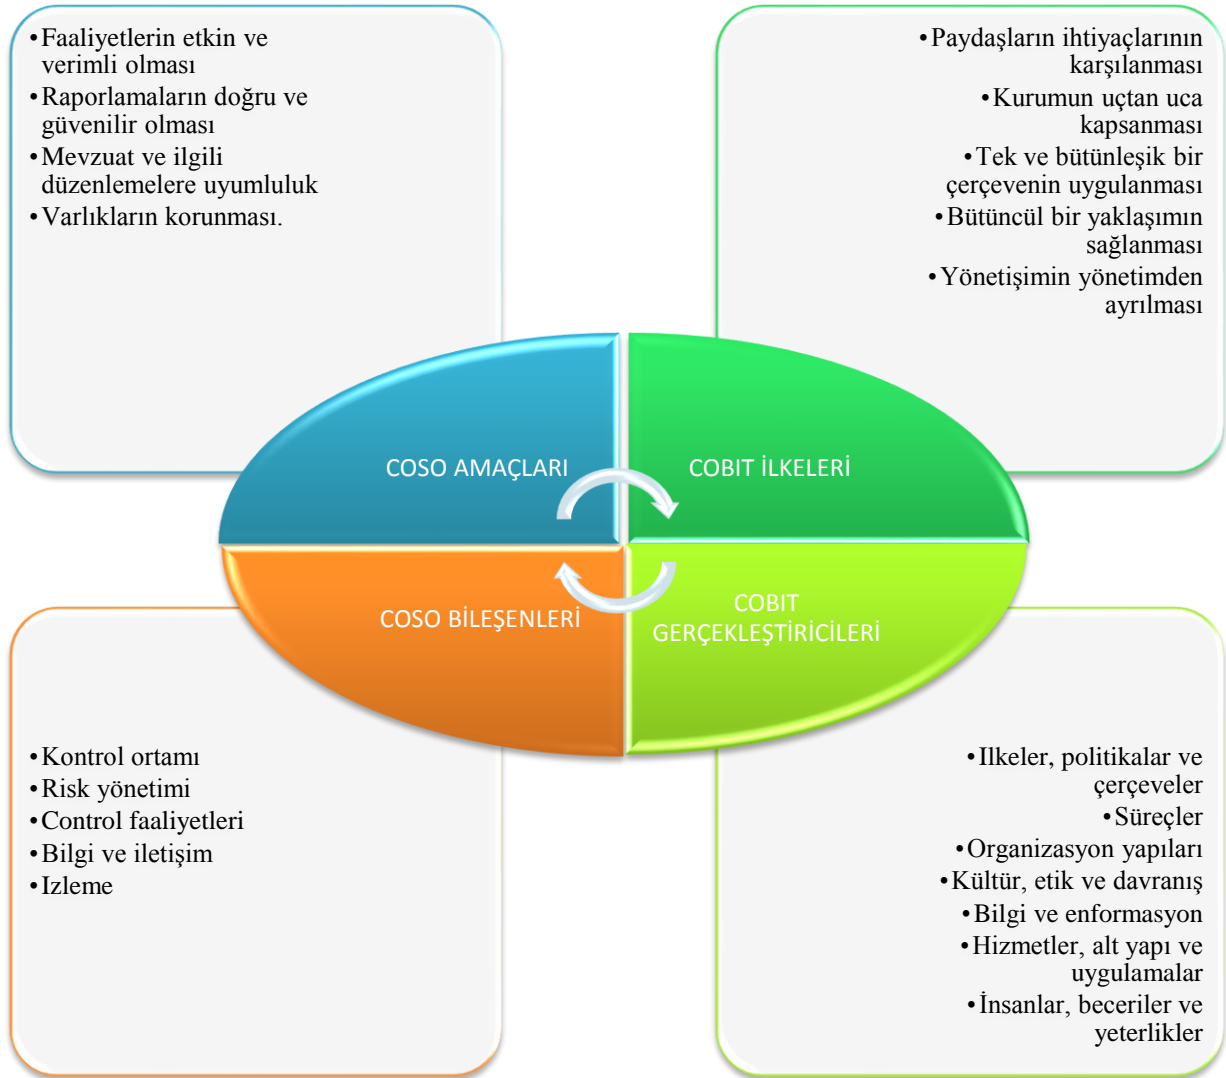 •Faaliyetlerin etkin ve
verimli olması
•Raporlamaların doğru ve
güvenilir olması
•Mevzuat ve ilgili
düzenlemelere uyumluluk
•Varlıkların korunması.
•Paydaşların ihtiyaçlarının
karşılanması
•Kurumun uçtan uca
kapsanması
•Tek ve bütünleşik bir
çerçevenin uygulanması
•Bütüncül bir yaklaşımın
sağlanması
•Yönetişimin yönetimden
ayrılması
COSO AMAÇLARI
COBIT İLKELERİ
COSO BİLEŞENLERİ
COBIT
GERÇEKLEŞTİRİCİLERİ
•Kontrol ortamı
•Risk yönetimi
•Control faaliyetleri
•Bilgi ve iletişim
•Izleme
•Ilkeler, politikalar ve
çerçeveler
•Süreçler
•Organizasyon yapıları
•Kültür, etik ve davranış
•Bilgi ve enformasyon
•Hizmetler, alt yapı ve
uygulamalar
•İnsanlar, beceriler ve
yeterlikler